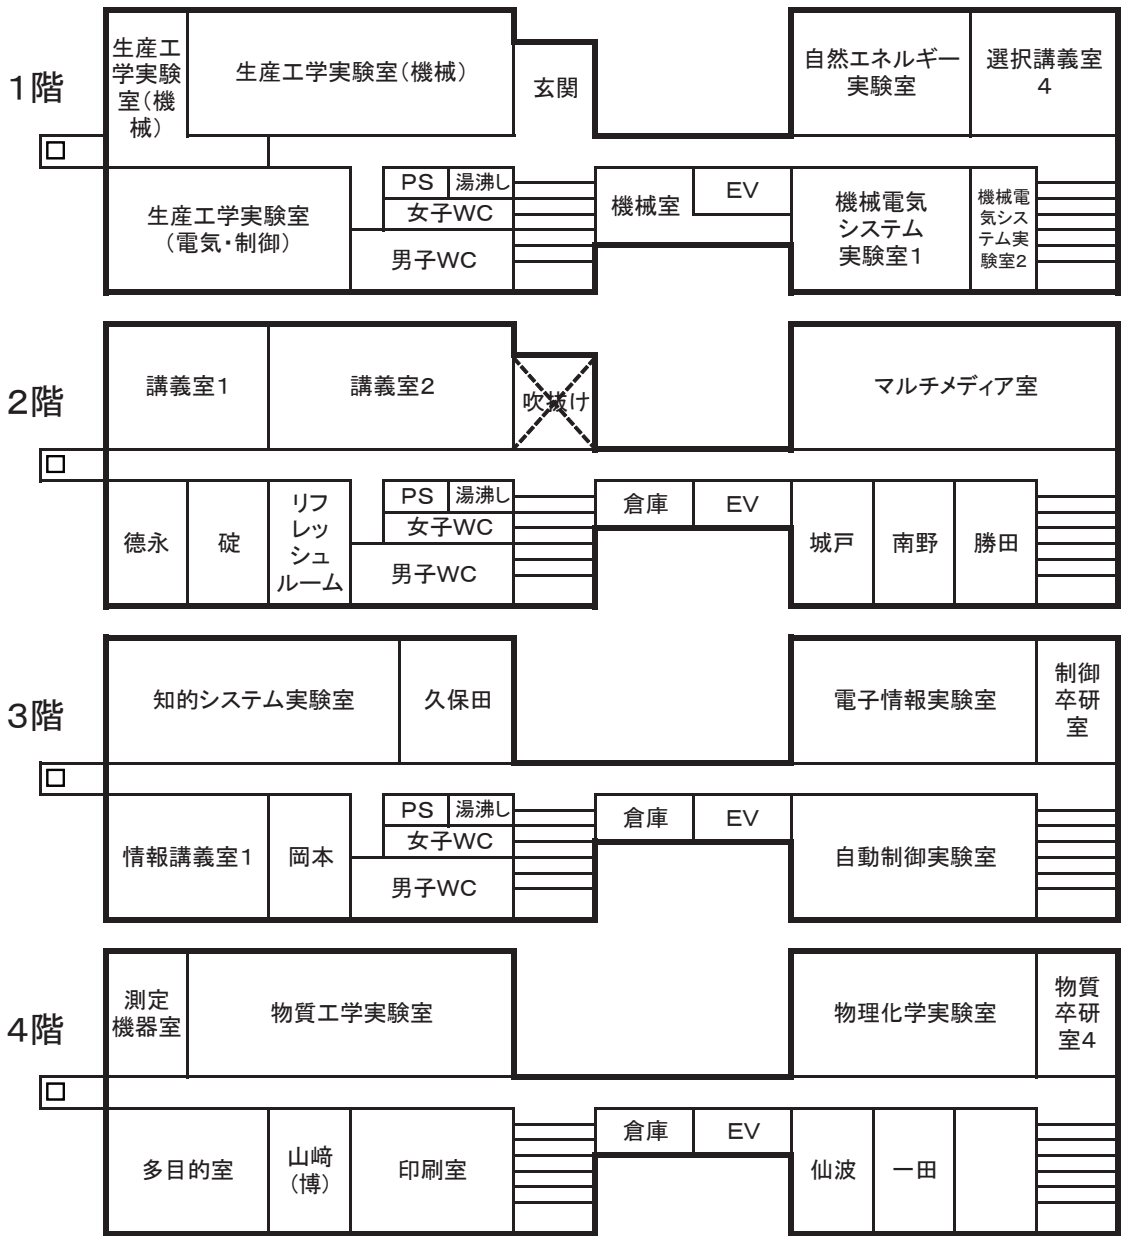 1階
生産工
学実験
室（機
械）
生産工学実験室（機械）
玄関
自然エネルギー
実験室
選択講義室
4
生産工学実験室
（電気・制御）
PS
湯沸し
女子WC
男子WC
機械室
EV
機械電気
システム
実験室1
機械電
気シス
テム実
験室2
2階
講義室1
講義室2
吹抜け
マルチメディア室
德永
碇
リフ
レッ
シュ
ルーム
PS
湯沸し
女子WC
男子WC
倉庫
EV
城戸
南野
勝田
3階
知的システム実験室
久保田
電子情報実験室
制御
卒研
室
情報講義室1
岡本
PS
湯沸し
女子WC
男子WC
倉庫
EV
自動制御実験室
4階
測定
機器室
物質工学実験室
物理化学実験室
物質
卒研
室4
多目的室
山﨑
（博）
印刷室
倉庫
EV
仙波
一田